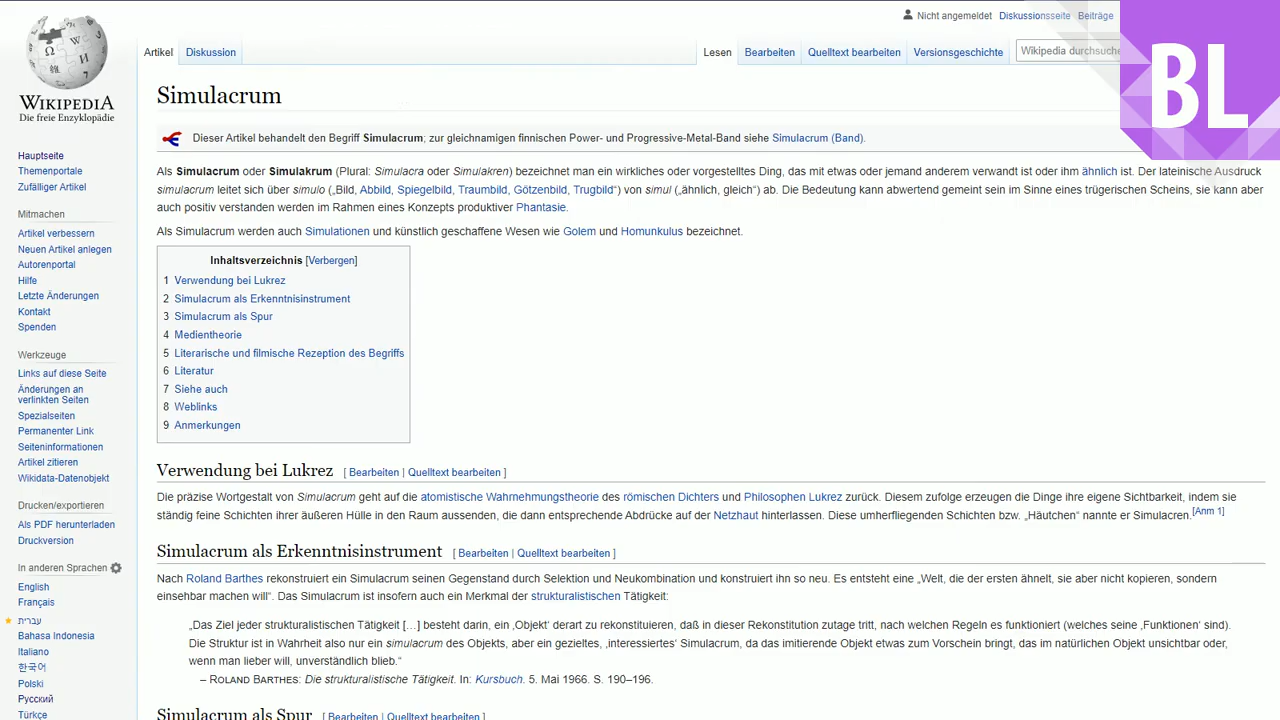 Nicht angemeldet Diskussionsseite Beiträge
BL
Artikel Diskussion Lesen Bearbeiten Quelltext bearbeiten Versionsgeschichte Wikipedia durchsuche
WIKIPEDIA
Die freie Enzyklopädie
Hauptseite
Themenportale
Zufälliger Artikel
Mitmachen
Artikel verbessern
Neuen Artikel anlegen
Autorenportal
Hilfe
Letzte Änderungen
Kontakt
Spenden
Werkzeuge
Links auf diese Seite
Änderungen an
verlinkten Seiten
Spezialseiten
Permanenter Link
Seiteninformationen
Artikel zitieren
Wikidata-Datenobjekt
Drucken/exportieren
Als PDF herunterladen
Druckversion
In anderen Sprachen
English
Français
עברית
Bahasa Indonesia
Italiano
한국어
Polski
Русский
Türkçe
Simulacrum
Dieser Artikel behandelt den Begriff Simulacrum; zur gleichnamigen finnischen Power- und Progressive-Metal-Band siehe Simulacrum (Band).
Als Simulacrum oder Simulakrum (Plural: Simulacra oder Simulakren) bezeichnet man ein wirkliches oder vorgestelltes Ding, das mit etwas oder jemand anderem verwandt ist oder ihm ähnlich ist. Der lateinische Ausdruck
simulacrum leitet sich über simulo („Bild, Abbild, Spiegelbild, Traumbild, Götzenbild, Trugbild“) von simul („ähnlich, gleich“) ab. Die Bedeutung kann abwertend gemeint sein im Sinne eines trügerischen Scheins, sie kann aber
auch positiv verstanden werden im Rahmen eines Konzepts produktiver Phantasie.
Als Simulacrum werden auch Simulationen und künstlich geschaffene Wesen wie Golem und Homunkulus bezeichnet.
Inhaltsverzeichnis [Verbergen]
1 Verwendung bei Lukrez
2 Simulacrum als Erkenntnisinstrument
3 Simulacrum als Spur
4 Medientheorie
5 Literarische und filmische Rezeption des Begriffs
6 Literatur
7 Siehe auch
8 Weblinks
9 Anmerkungen
Verwendung bei Lukrez [ Bearbeiten | Quelltext bearbeiten ]
Die präzise Wortgestalt von Simulacrum geht auf die atomistische Wahrnehmungstheorie des römischen Dichters und Philosophen Lukrez zurück. Diesem zufolge erzeugen die Dinge ihre eigene Sichtbarkeit, indem sie
ständig feine Schichten ihrer äußeren Hülle in den Raum aussenden, die dann entsprechende Abdrücke auf der Netzhaut hinterlassen. Diese umherfliegenden Schichten bzw. „Häutchen“ nannte er Simulacren.[Anm 1]
Simulacrum als Erkenntnisinstrument [ Bearbeiten | Quelltext bearbeiten ]
Nach Roland Barthes rekonstruiert ein Simulacrum seinen Gegenstand durch Selektion und Neukombination und konstruiert ihn so neu. Es entsteht eine „Welt, die der ersten ähnelt, sie aber nicht kopieren, sondern
einsehbar machen will“. Das Simulacrum ist insofern auch ein Merkmal der strukturalistischen Tätigkeit:
„Das Ziel jeder strukturalistischen Tätigkeit […] besteht darin, ein ‚Objekt‘ derart zu rekonstituieren, daß in dieser Rekonstitution zutage tritt, nach welchen Regeln es funktioniert (welches seine ‚Funktionen‘ sind).
Die Struktur ist in Wahrheit also nur ein simulacrum des Objekts, aber ein gezieltes, ‚interessiertes‘ Simulacrum, da das imitierende Objekt etwas zum Vorschein bringt, das im natürlichen Objekt unsichtbar oder,
wenn man lieber will, unverständlich blieb.“
– ROLAND BARTHES: Die strukturalistische Tätigkeit. In: Kursbuch. 5. Mai 1966. S. 190–196.
Simulacrum als Spur [ Bearbeiten | Quelltext bearbeiten ]